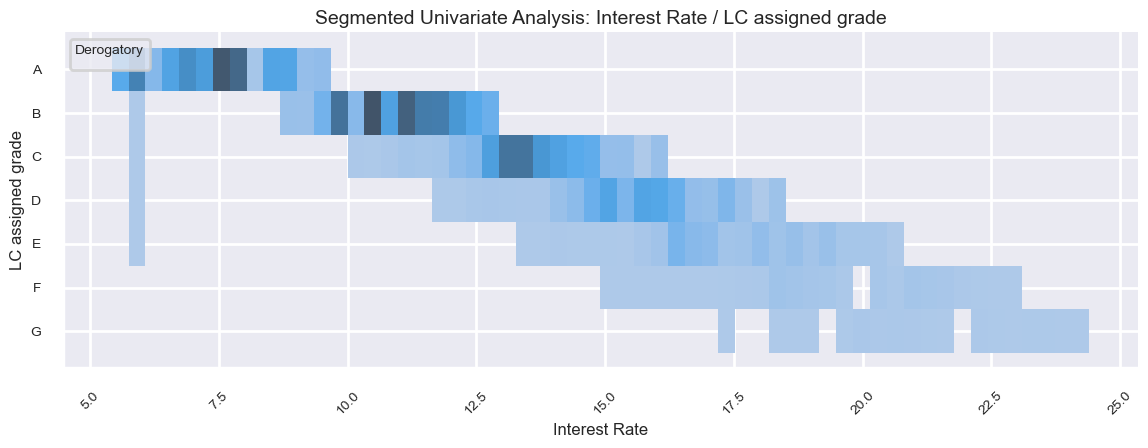 Segmented Univariate Analysis: Interest Rate / LC assigned grade
Derogatory
LC assigned grade
A
B
C
D
E
F
G
5.0
7.5
10.0
12.5
15.0
17.5
20.0
22.5
25.0
Interest Rate